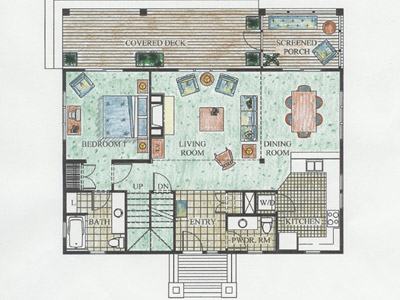 COVERED DECK
SCREENED
PORCH
BEDROOM 1
LIVING
ROOM
DINING
ROOM
UP
DN
L
BATH
ENTRY
W/D
PWDR. RM
KITCHEN